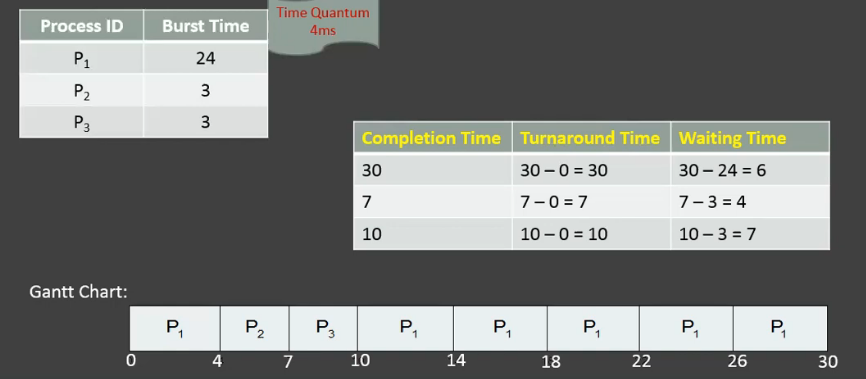 Process ID Burst Time
P₁ 24
P₂ 3
P₃ 3
Time Quantum
4ms
Completion Time Turnaround Time Waiting Time
30 30 – 0 = 30 30 – 24 = 6
7 7 – 0 = 7 7 – 3 = 4
10 10 – 0 = 10 10 – 3 = 7
Gantt Chart:
P₁ P₂ P₃ P₁ P₁ P₁ P₁ P₁
0 4 7 10 14 18 22 26 30